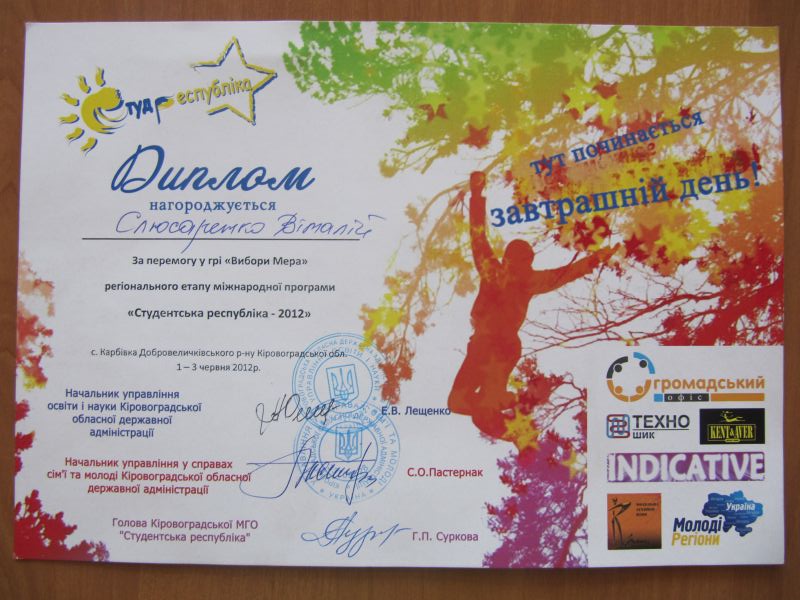 Студреспубліка
тут починається
завтрашній день!
Диплом
нагороджується
Слюсаренко Віталій
За перемогу у грі «Вибори Мера»
регіонального етапу міжнародної програми
«Студентська республіка - 2012»
с. Карбівка Добровеличківського р-ну Кіровоградської обл.
1 – 3 червня 2012р.
Начальник управління
освіти і науки Кіровоградської
обласної державної
адміністрації
Е.В. Лещенко
Начальник управління у справах
сім'ї та молоді Кіровоградської обласної
державної адміністрації
С.О.Пастернак
Голова Кіровоградської МГО
"Студентська республіка"
Г.П. Суркова
громадський
офіс
ТЕХНО
ШИК
KENT & AVER
INDICATIVE
Молоді
Регіони
Україна